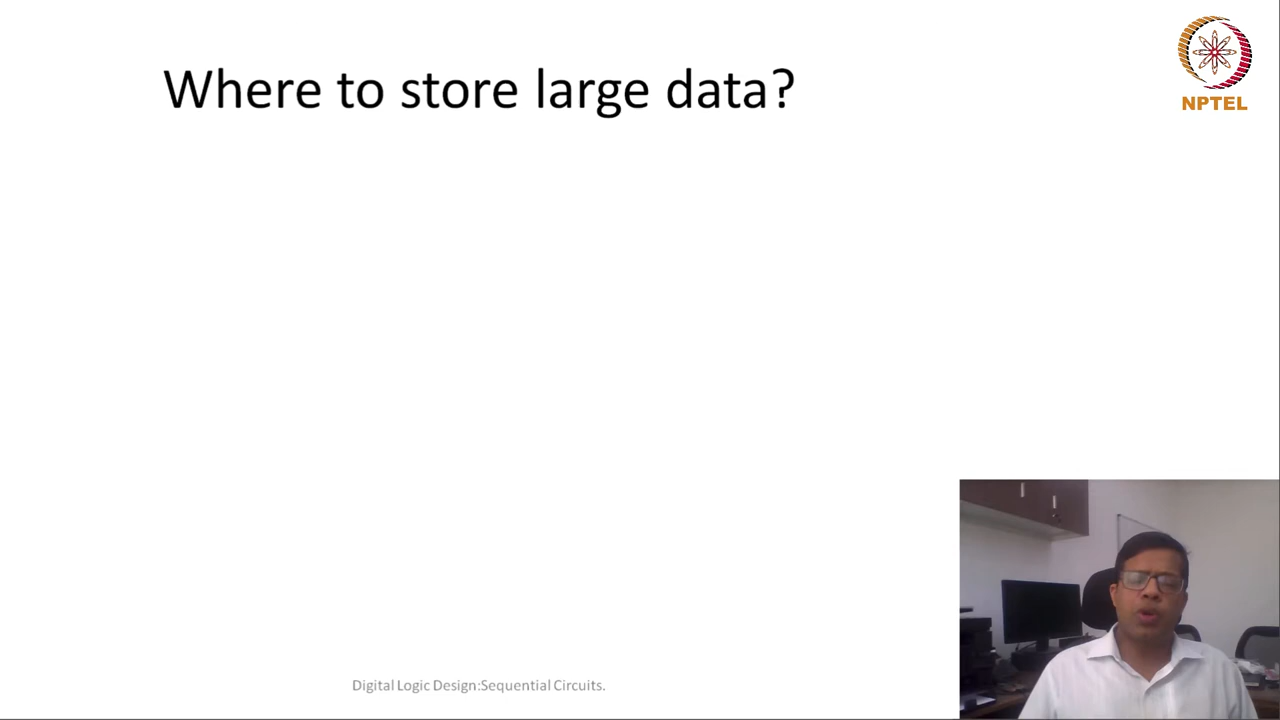 Where to store large data?
NPTEL
Digital Logic Design:Sequential Circuits.